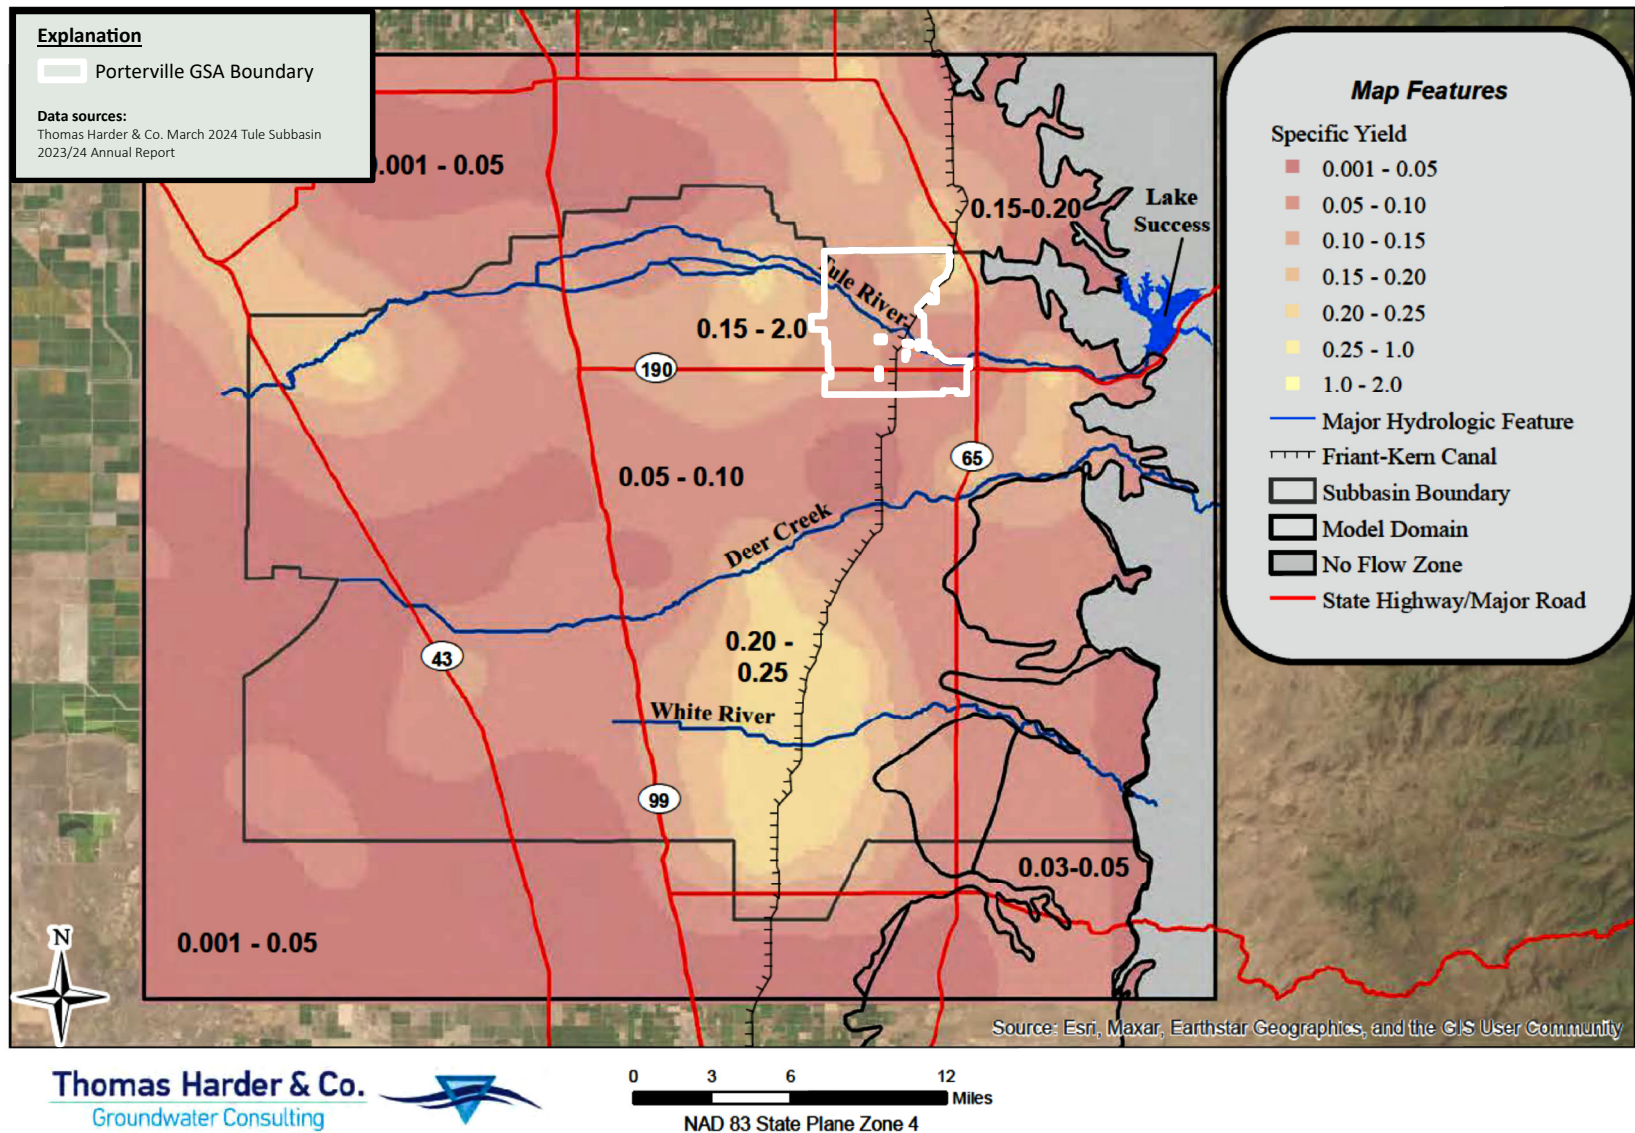 Explanation
Porterville GSA Boundary
Data sources:
Thomas Harder & Co. March 2024 Tule Subbasin
2023/24 Annual Report
.001 - 0.05
0.15-0.20
Lake
Success
Tule River
0.15 - 2.0
190
0.05 - 0.10
65
Deer Creek
0.20 -
0.25
43
White River
99
0.03-0.05
0.001 - 0.05
N
Map Features
Specific Yield
0.001 - 0.05
0.05 - 0.10
0.10 - 0.15
0.15 - 0.20
0.20 - 0.25
0.25 - 1.0
1.0 - 2.0
Major Hydrologic Feature
Friant-Kern Canal
Subbasin Boundary
Model Domain
No Flow Zone
State Highway/Major Road
Source: Esri, Maxar, Earthstar Geographics, and the GIS User Community
Thomas Harder & Co.
Groundwater Consulting
0 3 6 12
Miles
NAD 83 State Plane Zone 4